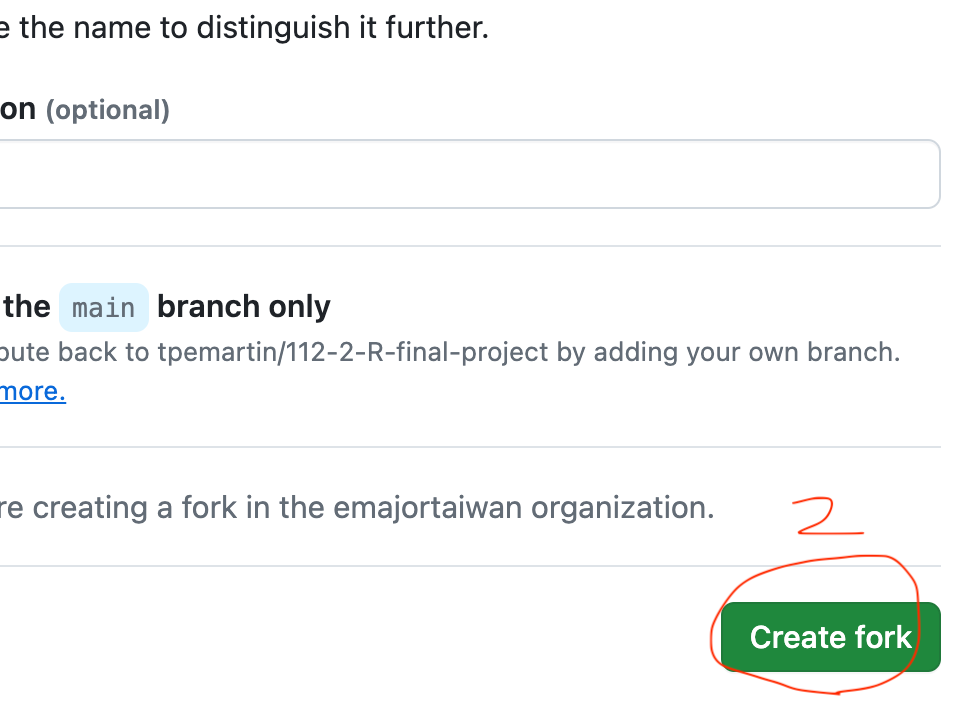 e the name to distinguish it further.
on (optional)
the main branch only
bute back to tpemartin/112-2-R-final-project by adding your own branch.
more.
re creating a fork in the emajortaiwan organization.
2
Create fork